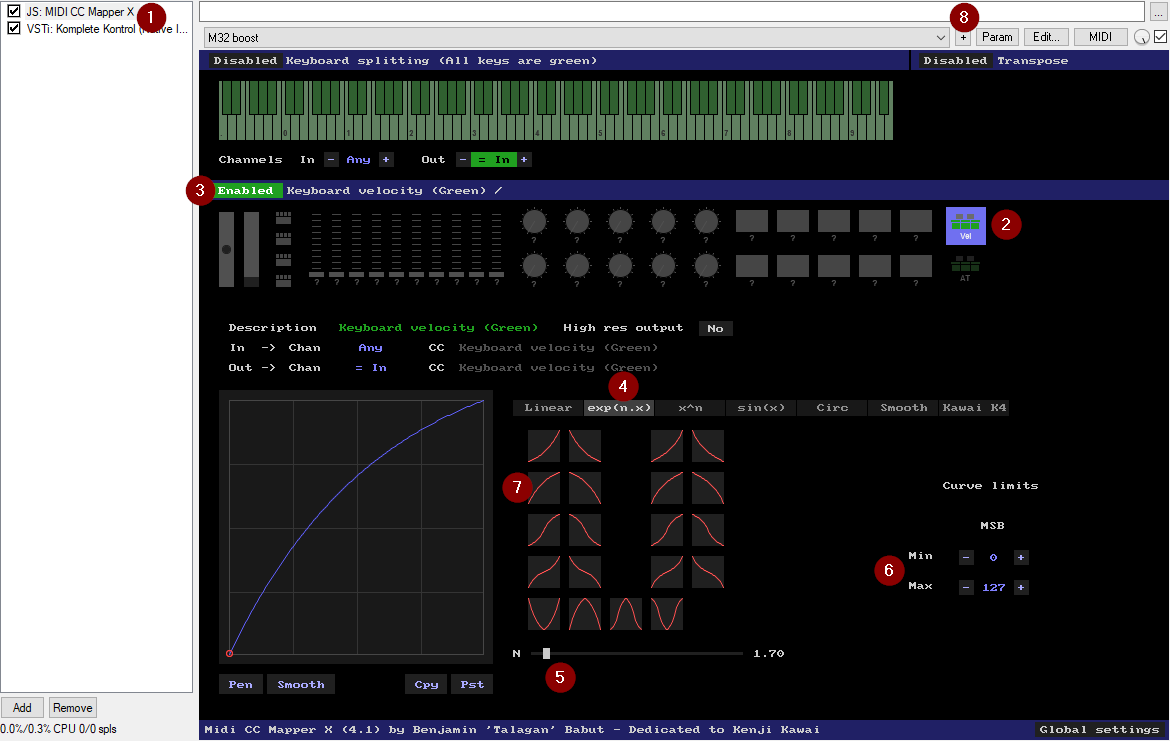 JS: MIDI CC Mapper X
1
VSTi: Komplete Kontrol (Native I...
...
8
M32 boost
+ Param Edit... MIDI
Disabled Keyboard splitting (All keys are green)
Disabled Transpose
- 0 1 2 3 4 5 6 7 8 9
Channels In - Any + Out - = In +
3 Enabled Keyboard velocity (Green) /
2
Vel
? ? ? ? ? ? ? ? ? ?
? ? ? ? ? ? ? ? ? ?
? ? ? ? ? ? ? ? ? ?
AT
Description Keyboard velocity (Green) High res output No
In -> Chan Any CC Keyboard velocity (Green)
Out -> Chan = In CC Keyboard velocity (Green)
4
Linear exp(n.x) x^n sin(x) Circ Smooth Kawai K4
7
Curve limits
MSB
Min - 0 +
6
Max - 127 +
N 1.70
5
Pen Smooth Cpy Pst
Add Remove
0.0%/0.3% CPU 0/0 spls
Midi CC Mapper X (4.1) by Benjamin 'Talagan' Babut - Dedicated to Kenji Kawai
Global settings